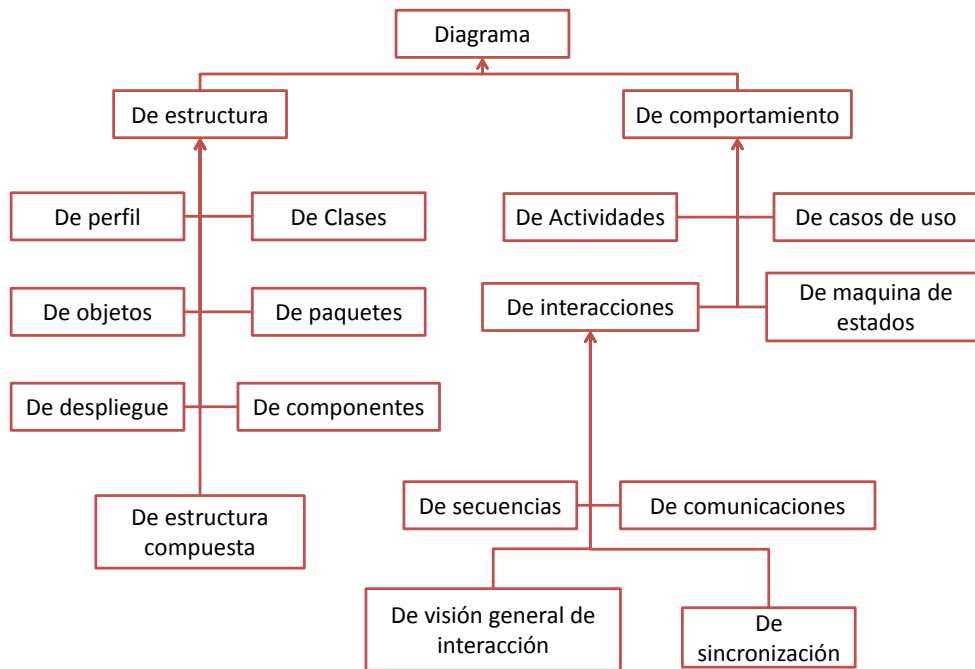 Diagrama
De estructura
De comportamiento
De perfil
De Clases
De Actividades
De casos de uso
De objetos
De paquetes
De interacciones
De maquina de
estados
De despliegue
De componentes
De estructura
compuesta
De secuencias
De comunicaciones
De visión general de
interacción
De
sincronización